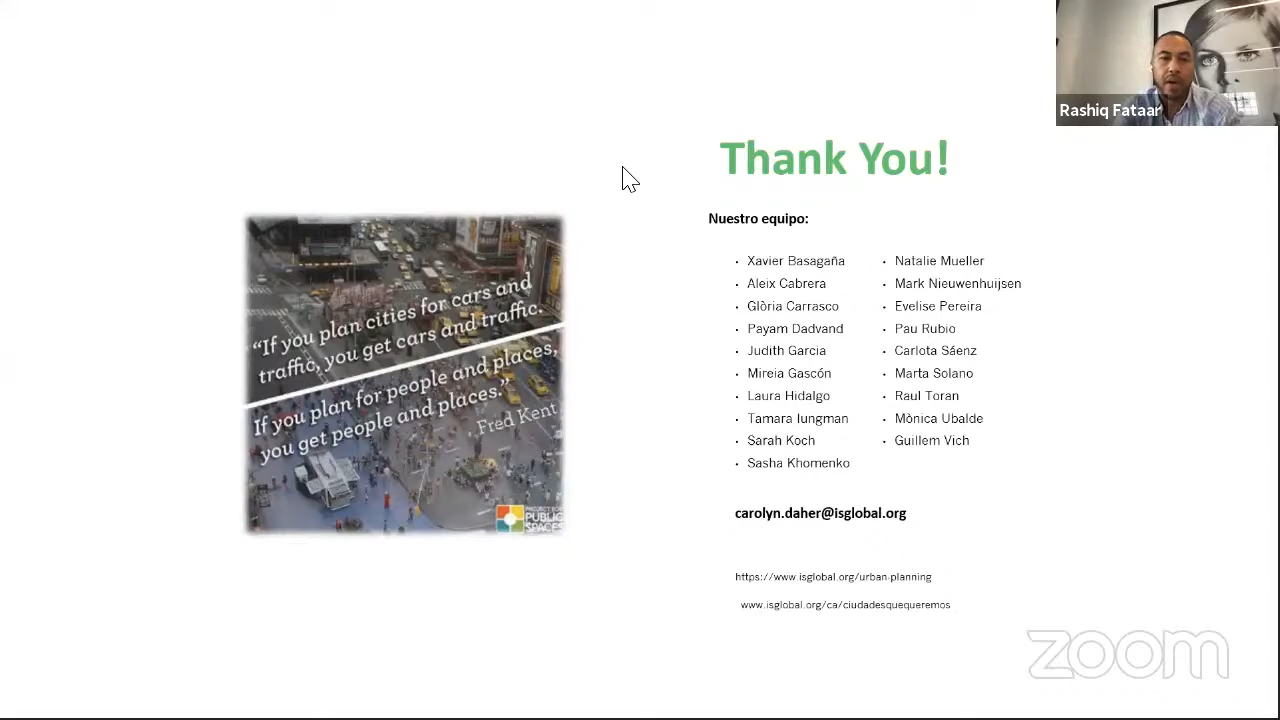 Rashiq Fataar
Thank You!
Nuestro equipo:
• Xavier Basagaña
• Aleix Cabrera
• Glòria Carrasco
• Payam Dadvand
• Judith Garcia
• Mireia Gascón
• Laura Hidalgo
• Tamara Iungman
• Sarah Koch
• Sasha Khomenko
• Natalie Mueller
• Mark Nieuwenhuijsen
• Evelise Pereira
• Pau Rubio
• Carlota Sáenz
• Marta Solano
• Raul Toran
• Mònica Ubalde
• Guillem Vich
carolyn.daher@isglobal.org
https://www.isglobal.org/urban-planning
www.isglobal.org/ca/ciudadesquequeremos
“If you plan cities for cars and
traffic, you get cars and traffic.
If you plan for people and places,
you get people and places.”
Fred Kent
PROJECT FOR
PUBLIC
SPACES
zoom